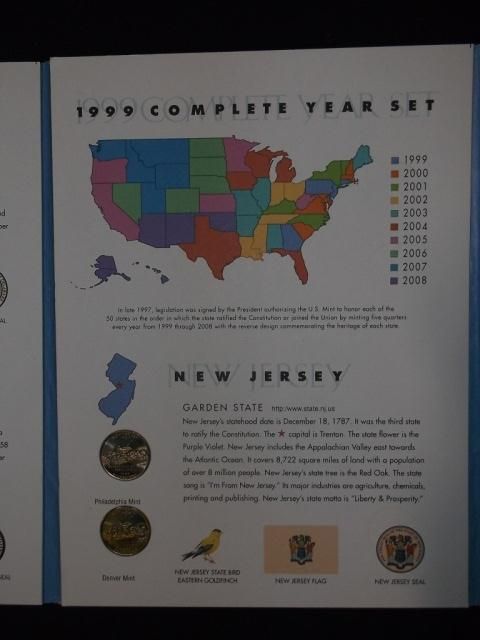 1999 COMPLETE YEAR SET
1999
2000
2001
2002
2003
2004
2005
2006
2007
2008
In late 1997, legislation was signed by the President authorizing the U.S. Mint to honor each of the
50 states in the order in which the state ratified the Constitution or joined the Union by minting five quarters
every year from 1999 through 2008 with the reverse design commemorating the heritage of each state.
NEW JERSEY
GARDEN STATE http:/www.state.nj.us
New Jersey's statehood date is December 18, 1787. It was the third state
to ratify the Constitution. The ★ capital is Trenton. The state flower is the
Purple Violet. New Jersey includes the Appalachian Valley east towards
the Atlantic Ocean. It covers 8,722 square miles of land with a population
of over 8 million people. New Jersey's state tree is the Red Oak. The state
song is "I'm From New Jersey." Its major industries are agriculture, chemicals,
printing and publishing. New Jersey's state motto is "Liberty & Prosperity."
Philadelphia Mint
Denver Mint
NEW JERSEY STATE BIRD
EASTERN GOLDFINCH
NEW JERSEY FLAG
NEW JERSEY SEAL